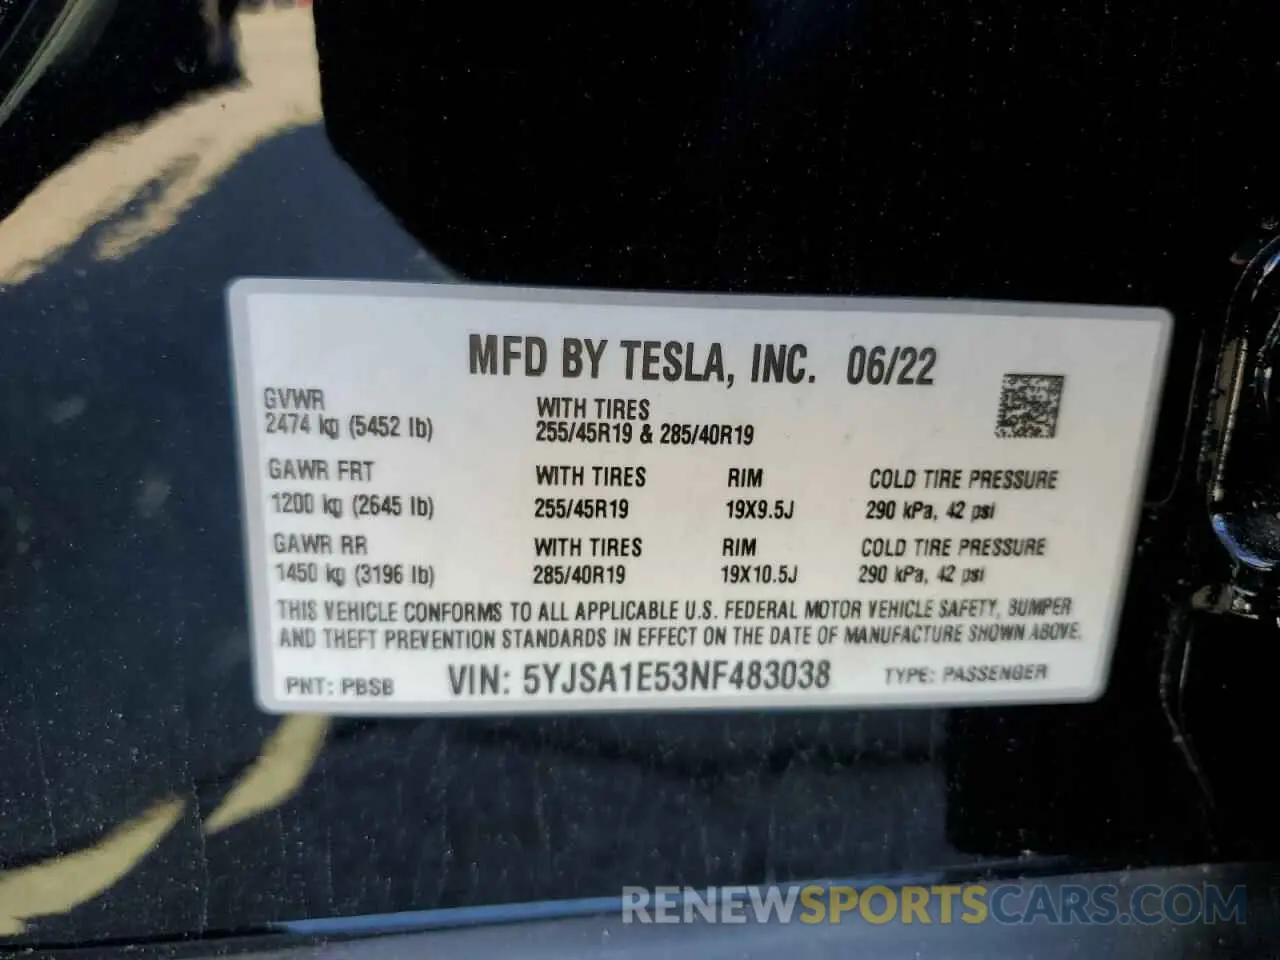 MFD BY TESLA, INC. 06/22
GVWR
2474 kg (5452 lb)
WITH TIRES
255/45R19 & 285/40R19
GAWR FRT WITH TIRES RIM COLD TIRE PRESSURE
1200 kg (2645 lb) 255/45R19 19X9.5J 290 kPa, 42 psi
GAWR RR WITH TIRES RIM COLD TIRE PRESSURE
1450 kg (3196 lb) 285/40R19 19X10.5J 290 kPa, 42 psi
THIS VEHICLE CONFORMS TO ALL APPLICABLE U.S. FEDERAL MOTOR VEHICLE SAFETY, BUMPER
AND THEFT PREVENTION STANDARDS IN EFFECT ON THE DATE OF MANUFACTURE SHOWN ABOVE.
PNT: PBSB VIN: 5YJSA1E53NF483038 TYPE: PASSENGER
RENEWSPORTSCARS.COM